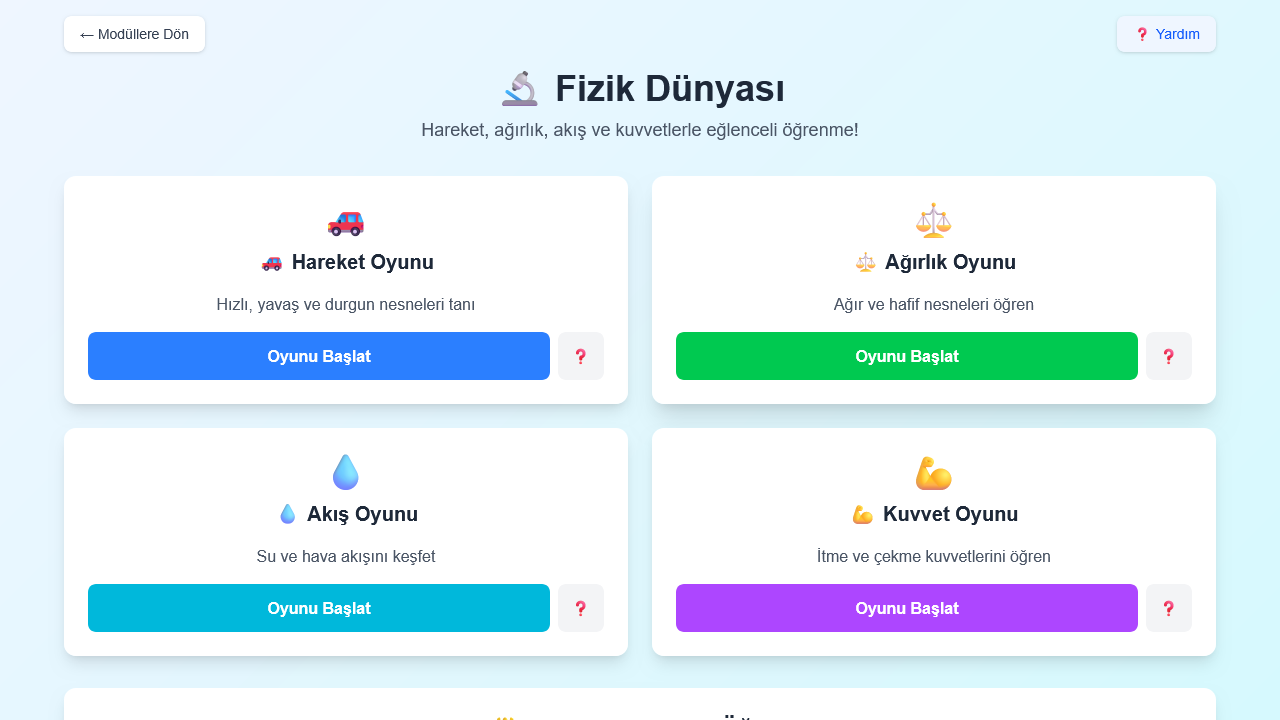 ← Modüllere Dön
❓ Yardım
🔬 Fizik Dünyası
Hareket, ağırlık, akış ve kuvvetlerle eğlenceli öğrenme!
🚗 Hareket Oyunu
Hızlı, yavaş ve durgun nesneleri tanı
Oyunu Başlat
❓
⚖️ Ağırlık Oyunu
Ağır ve hafif nesneleri öğren
Oyunu Başlat
❓
💧 Akış Oyunu
Su ve hava akışını keşfet
Oyunu Başlat
❓
💪 Kuvvet Oyunu
İtme ve çekme kuvvetlerini öğren
Oyunu Başlat
❓